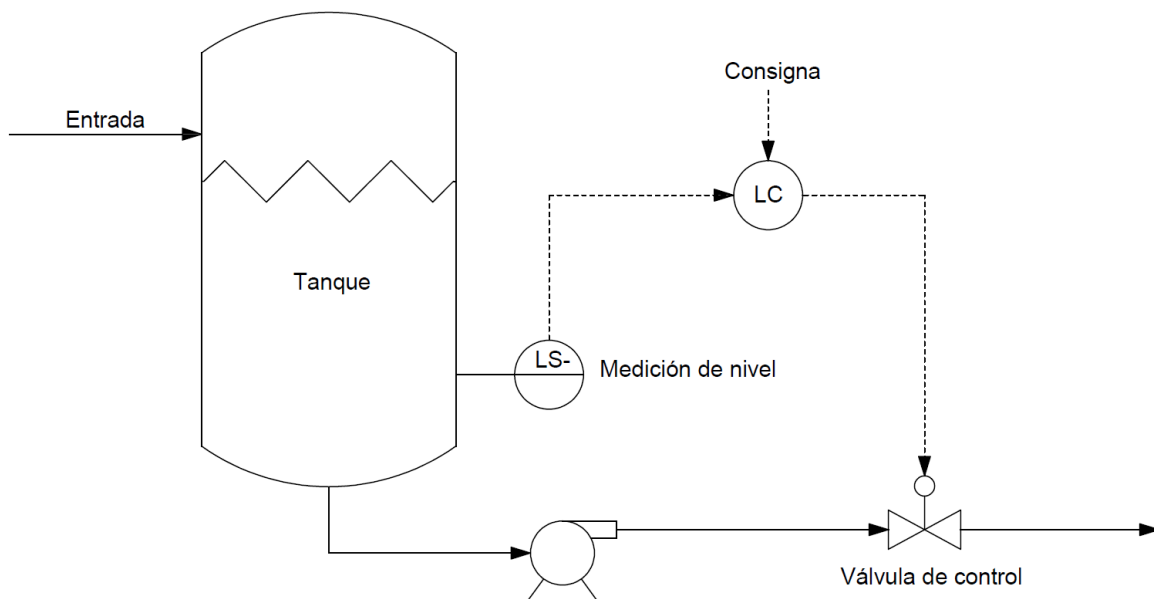 Consigna
Entrada
LC
Tanque
LS-
Medición de nivel
Válvula de control